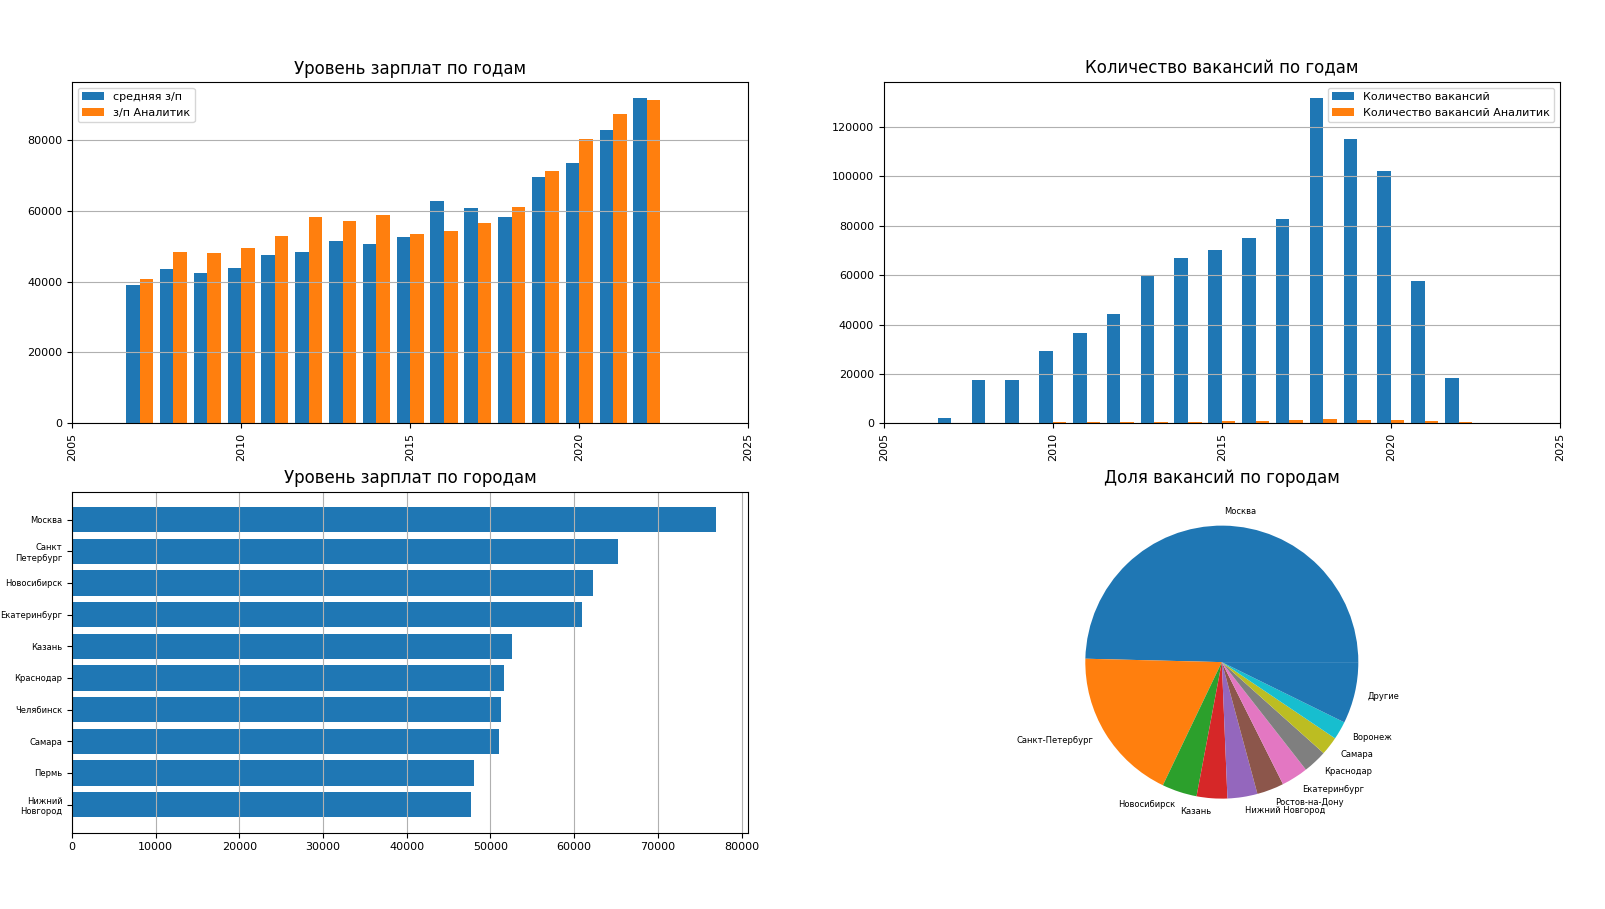 Уровень зарплат по годам
средняя з/п
з/п Аналитик
80000
60000
40000
20000
0
2005
2010
2015
2020
2025
Количество вакансий по годам
Количество вакансий
Количество вакансий Аналитик
120000
100000
80000
60000
40000
20000
0
2005
2010
2015
2020
2025
Уровень зарплат по городам
Москва
Санкт
Петербург
Новосибирск
Екатеринбург
Казань
Краснодар
Челябинск
Самара
Пермь
Нижний
Новгород
0
10000
20000
30000
40000
50000
60000
70000
80000
Доля вакансий по городам
Москва
Санкт-Петербург
Новосибирск
Казань
Нижний Новгород
Ростов-на-Дону
Екатеринбург
Краснодар
Самара
Воронеж
Другие